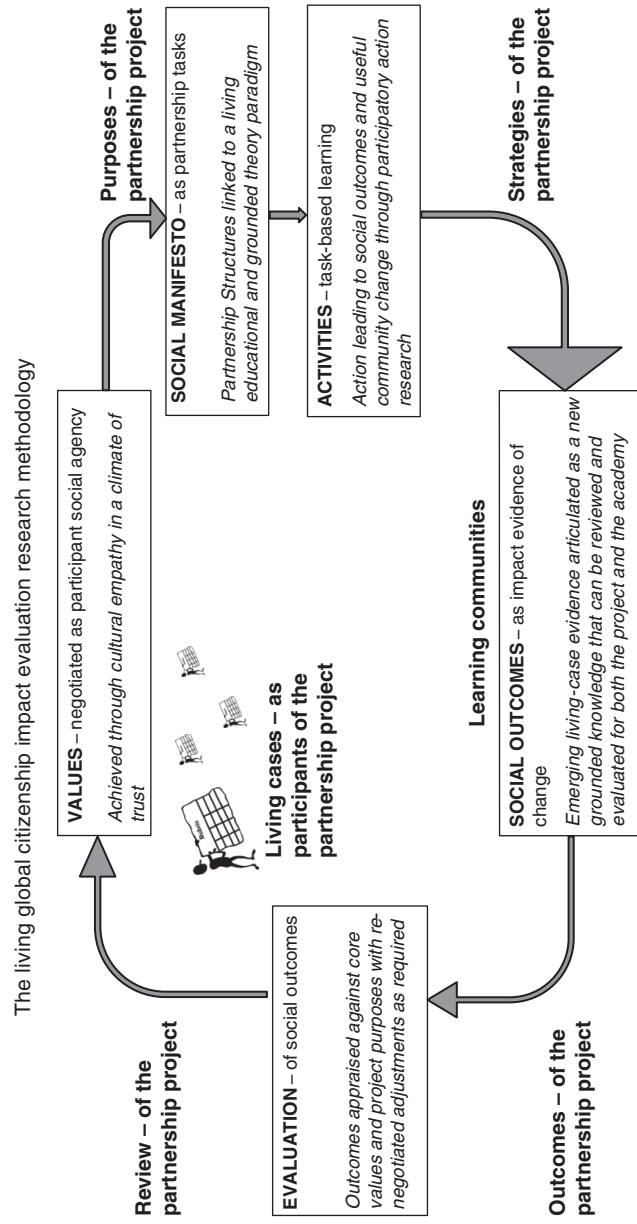 The living global citizenship impact evaluation research methodology
VALUES – negotiated as participant social agency
Achieved through cultural empathy in a climate of
trust
Purposes – of the
partnership project
SOCIAL MANIFESTO – as partnership tasks
Partnership Structures linked to a living
educational and grounded theory paradigm
ACTIVITIES – task-based learning
Action leading to social outcomes and useful
community change through participatory action
research
Strategies – of the
partnership project
Learning communities
SOCIAL OUTCOMES – as impact evidence of
change
Emerging living-case evidence articulated as a new
grounded knowledge that can be reviewed and
evaluated for both the project and the academy
Outcomes – of the
partnership project
EVALUATION – of social outcomes
Outcomes appraised against core
values and project purposes with re-
negotiated adjustments as required
Review – of the
partnership project
Living cases – as
participants of the
partnership project